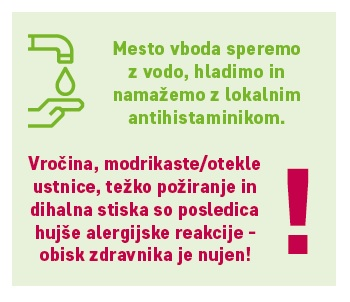 Mesto vboda speremo
z vodo, hladimo in
namažemo z lokalnim
antihistaminikom.
Vročina, modrikaste/otekle
ustnice, težko požiranje in
dihalna stiska so posledica
hujše alergijske reakcije -
obisk zdravnika je nujen!
!